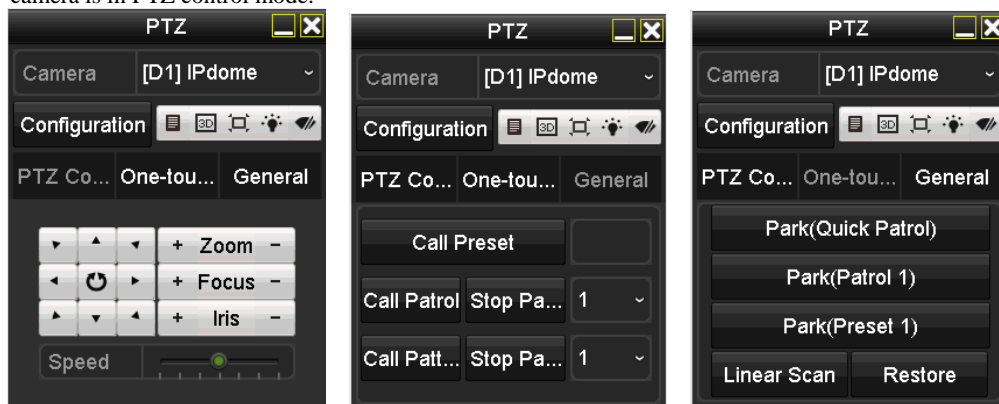 camera is in PTZ control mode.
PTZ
Camera [D1] IPdome
Configuration 3D
PTZ Co... One-tou... General
+ Zoom -
+ Focus -
+ Iris -
Speed
PTZ
Camera [D1] IPdome
Configuration 3D
PTZ Co... One-tou... General
Call Preset
Call Patrol Stop Pa... 1
Call Patt... Stop Pa... 1
PTZ
Camera [D1] IPdome
Configuration 3D
PTZ Co... One-tou... General
Park(Quick Patrol)
Park(Patrol 1)
Park(Preset 1)
Linear Scan Restore